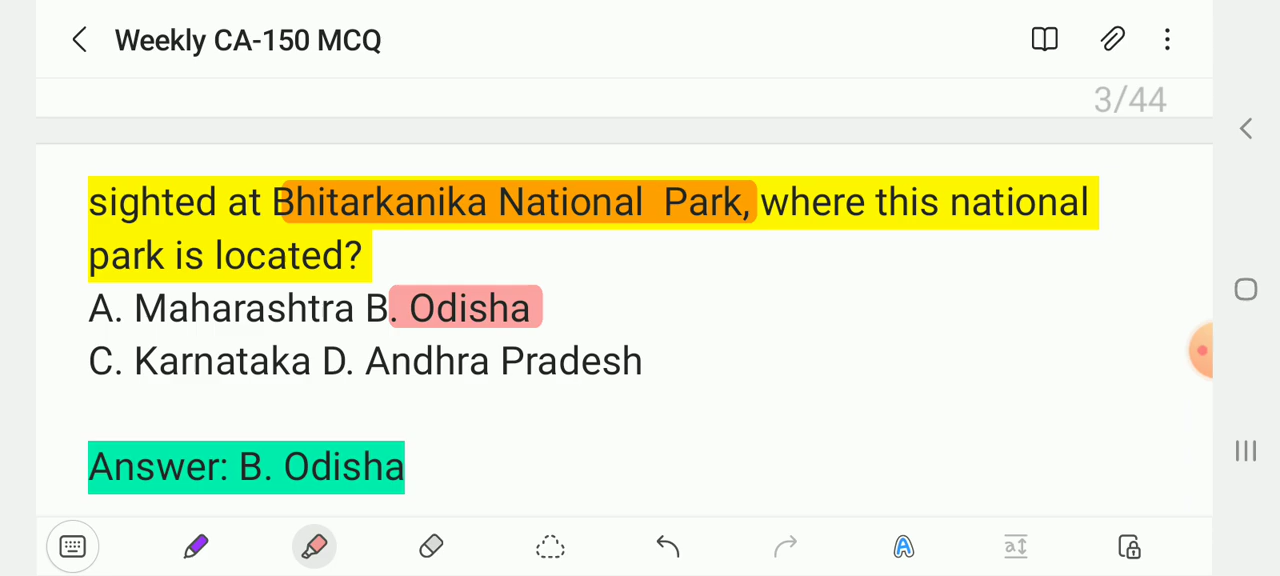 Weekly CA-150 MCQ
3/44
sighted at Bhitarkanika National Park, where this national
park is located?
A. Maharashtra B. Odisha
C. Karnataka D. Andhra Pradesh
Answer: B. Odisha